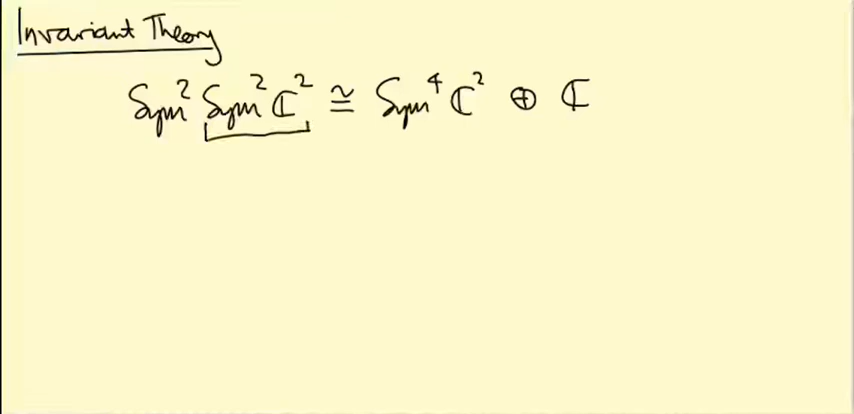 Invariant Theory
Sym² Sym² ℂ² ≅ Sym⁴ ℂ² ⊕ ℂ